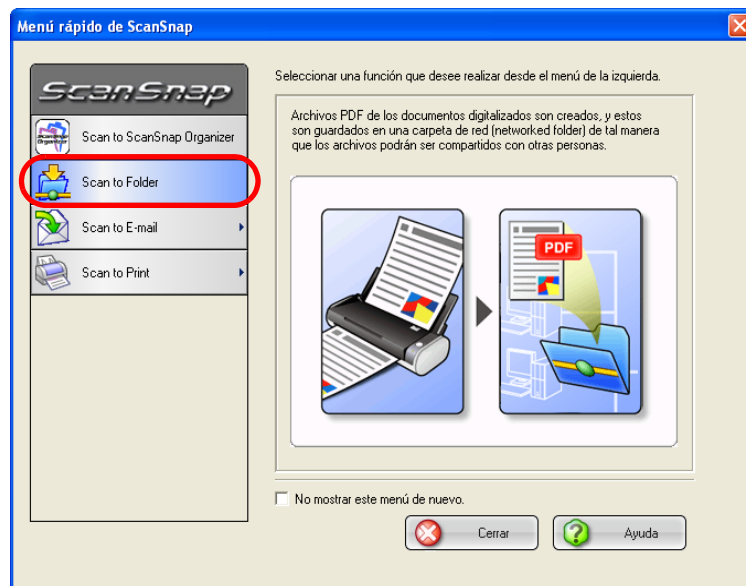 Menú rápido de ScanSnap
ScanSnap
Seleccionar una función que desee realizar desde el menú de la izquierda.
Scan to ScanSnap Organizer
Scan to Folder
Scan to E-mail
Scan to Print
Archivos PDF de los documentos digitalizados son creados, y estos
son guardados en una carpeta de red (networked folder) de tal manera
que los archivos podrán ser compartidos con otras personas.
PDF
No mostrar este menú de nuevo.
Cerrar
Ayuda